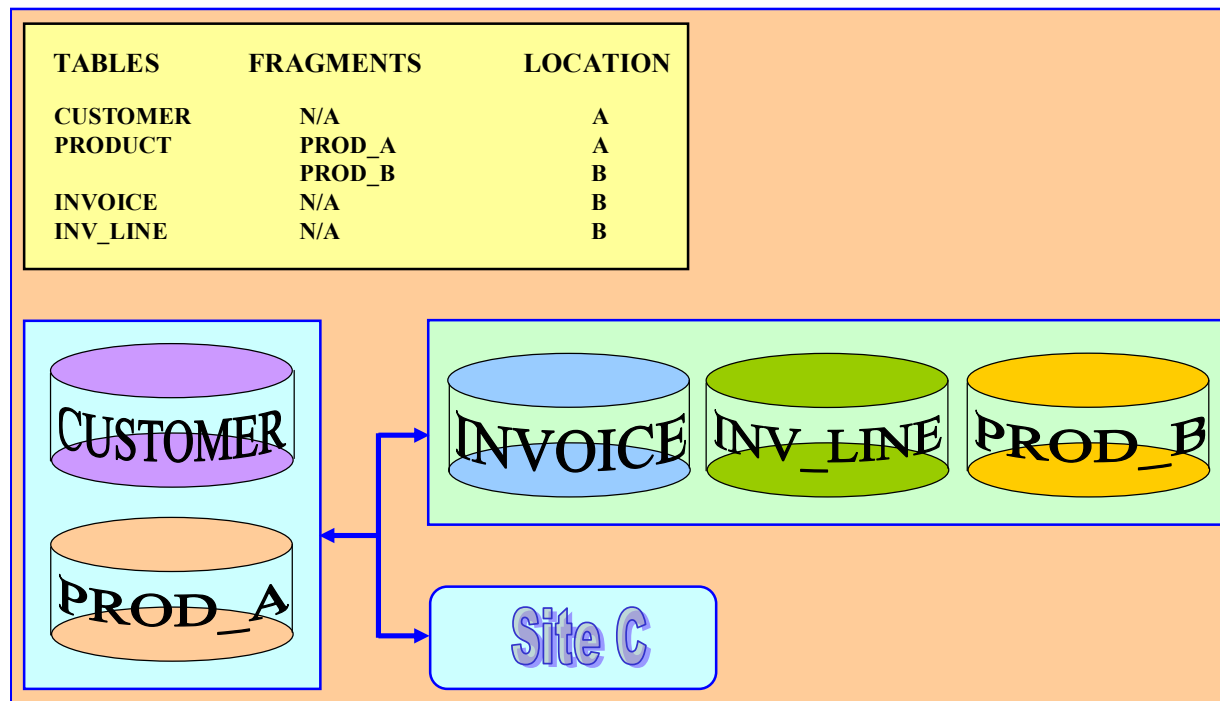 TABLES FRAGMENTS LOCATION
CUSTOMER N/A A
PRODUCT PROD_A A
PROD_B B
INVOICE N/A B
INV_LINE N/A B
CUSTOMER
INVOICE INV_LINE PROD_B
PROD_A
Site C